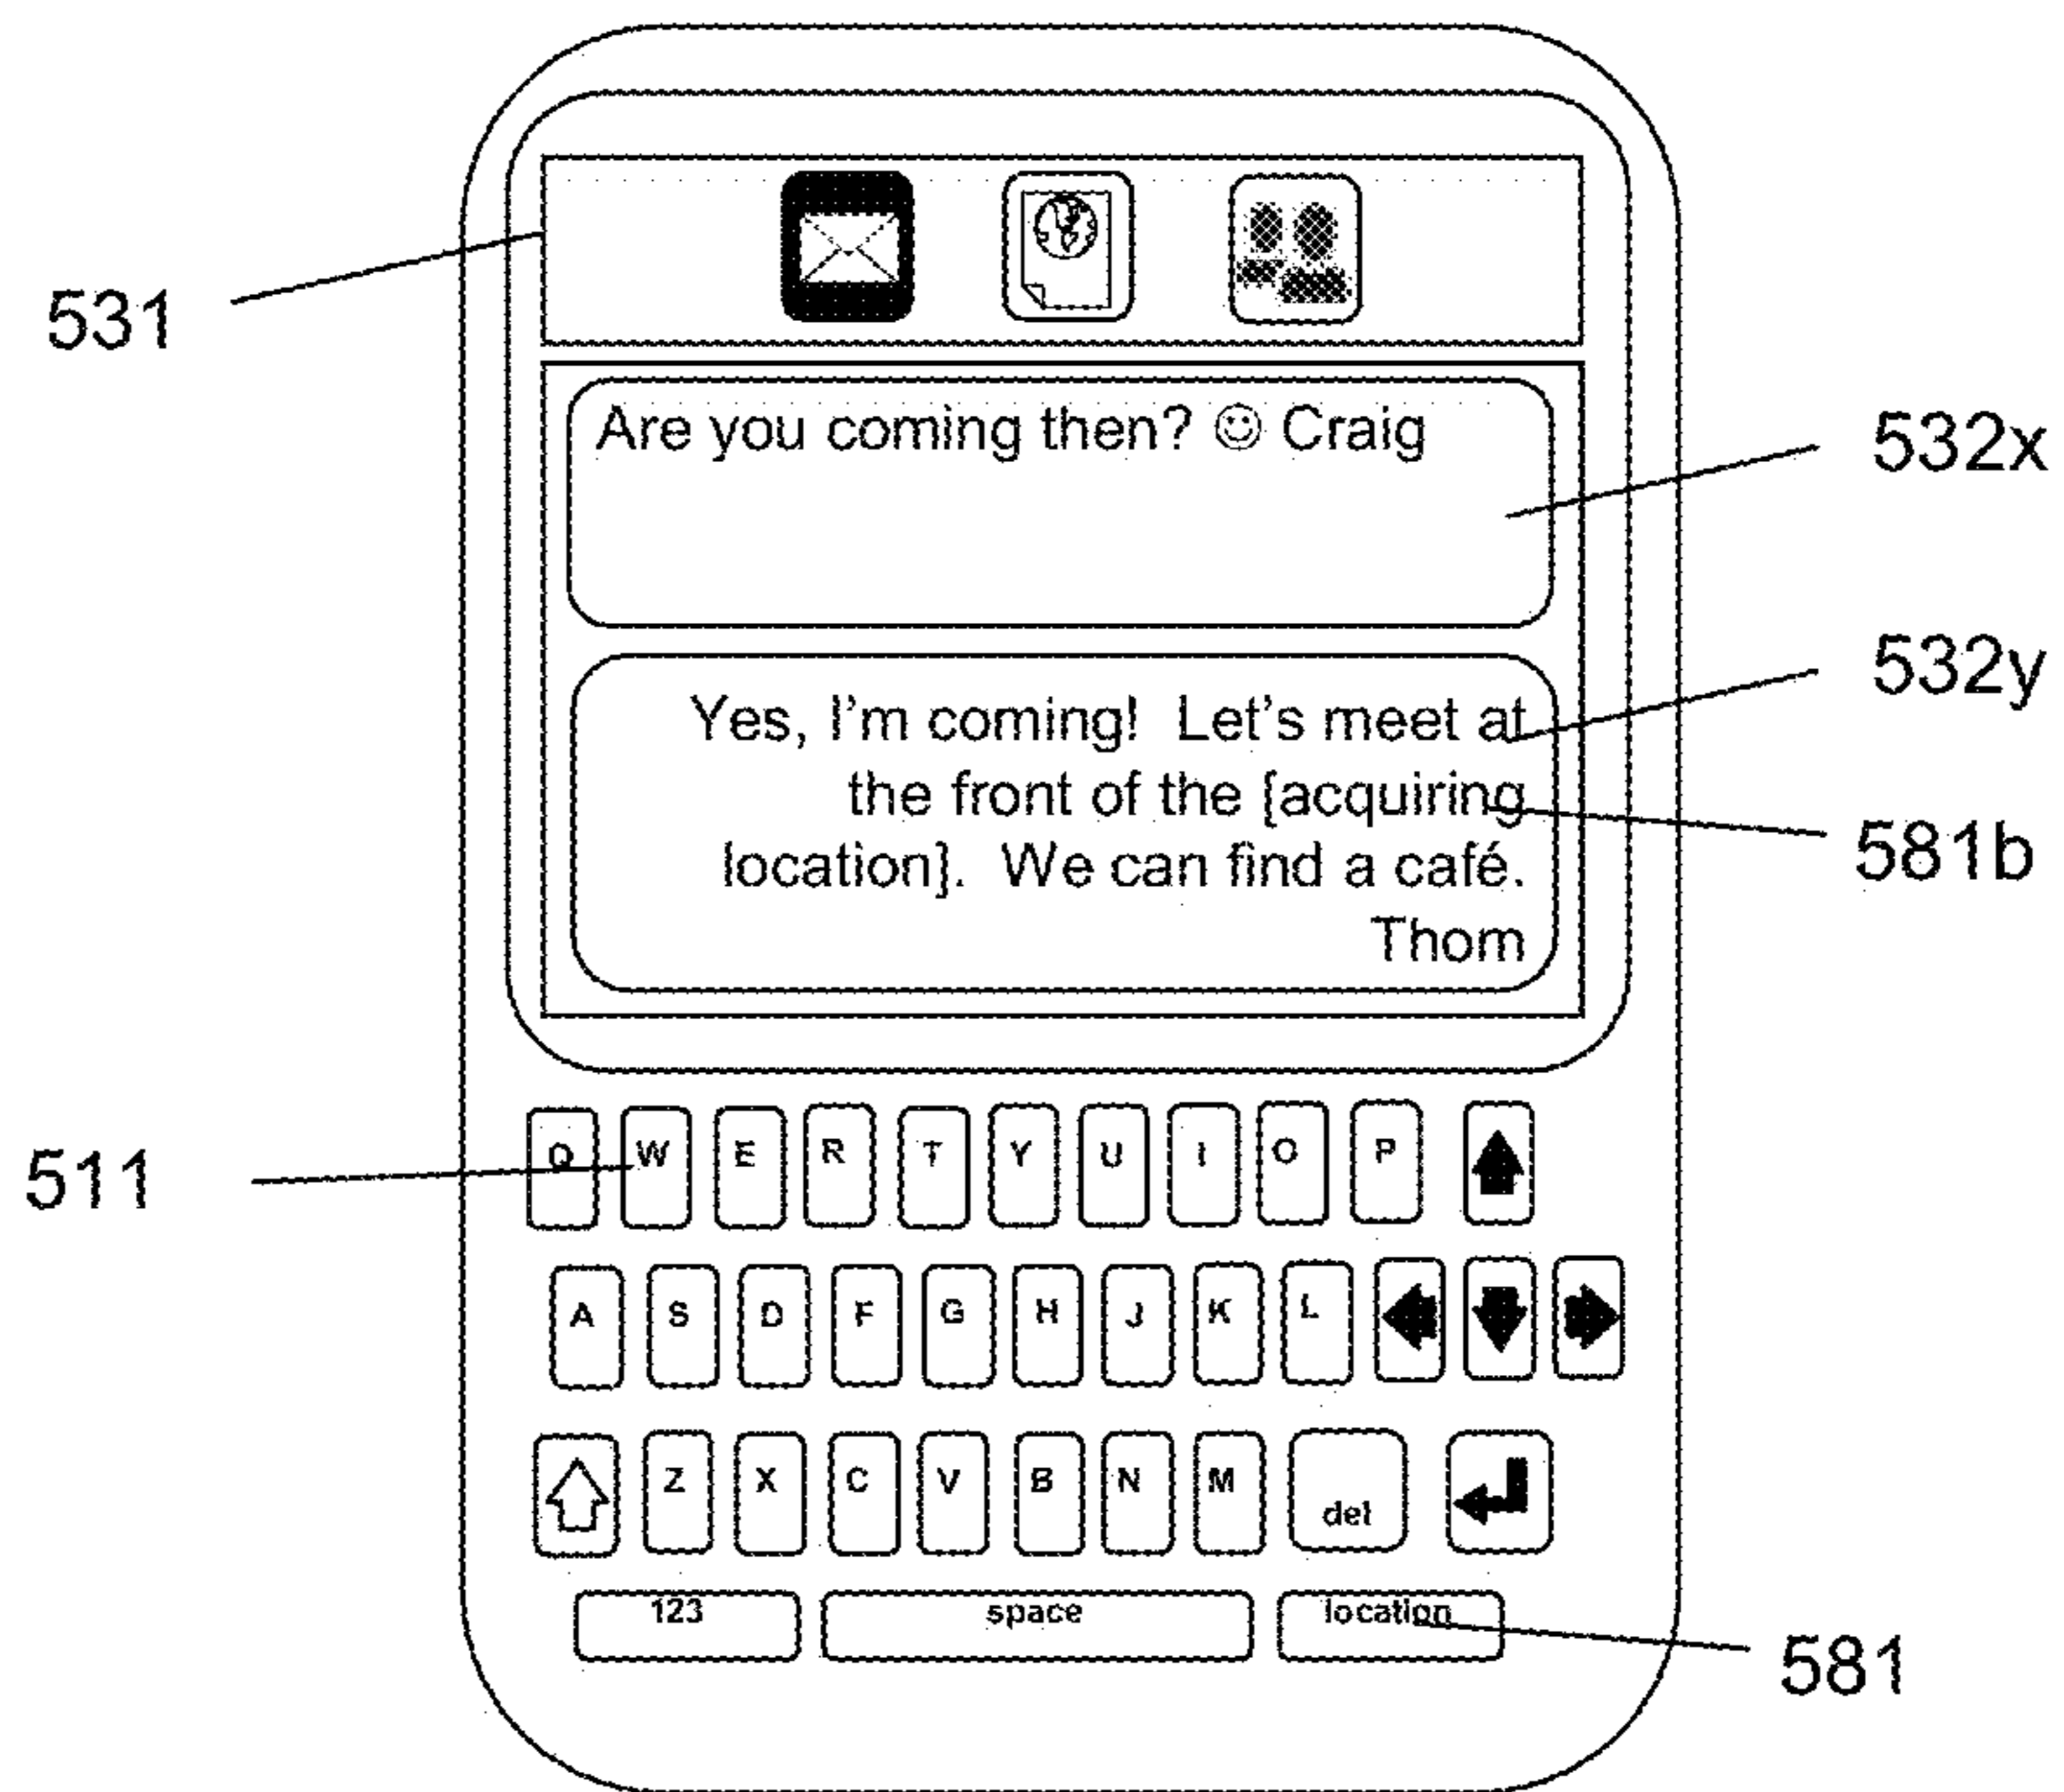 531
Are you coming then? ☺ Craig
532x
532y
Yes, I'm coming!  Let's meet at
the front of the [acquiring
location].  We can find a café.
Thom
581b
511
Q W E R T Y U I O P
A S D F G H J K L
Z X C V B N M del
123 space location
581